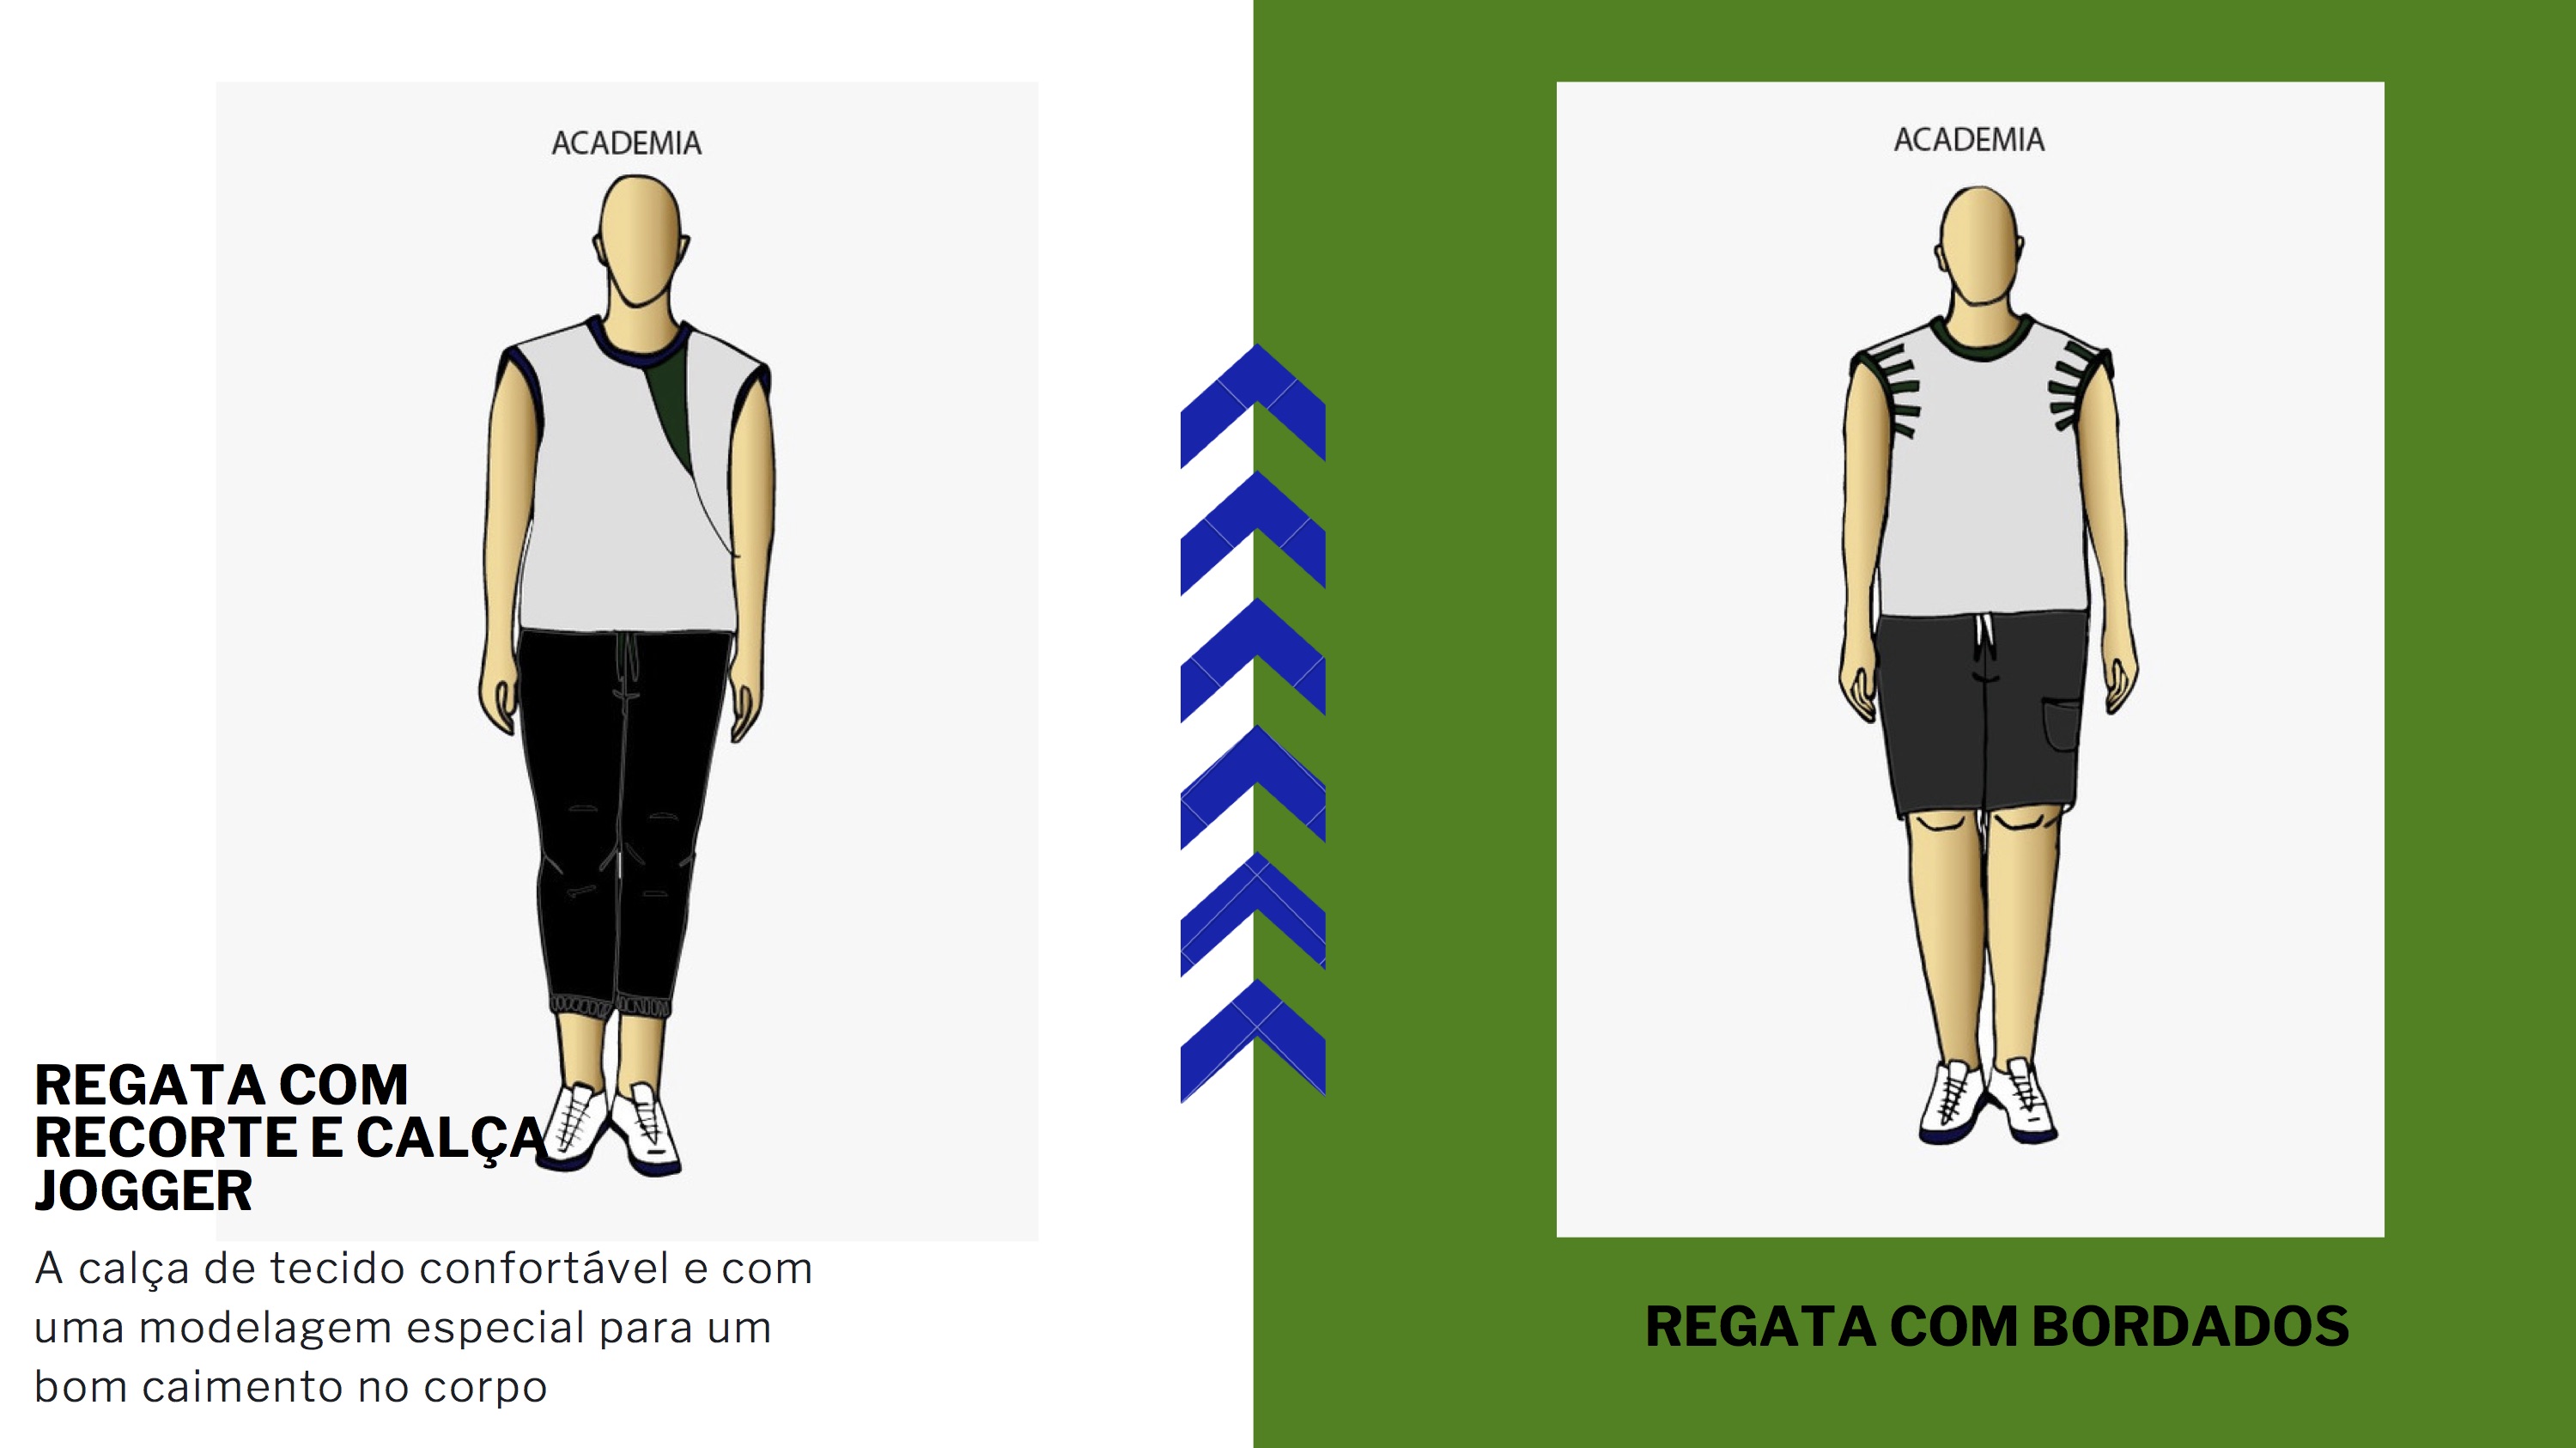 ACADEMIA
REGATA COM
RECORTE E CALÇA
JOGGER
A calça de tecido confortável e com
uma modelagem especial para um
bom caimento no corpo
ACADEMIA
REGATA COM BORDADOS